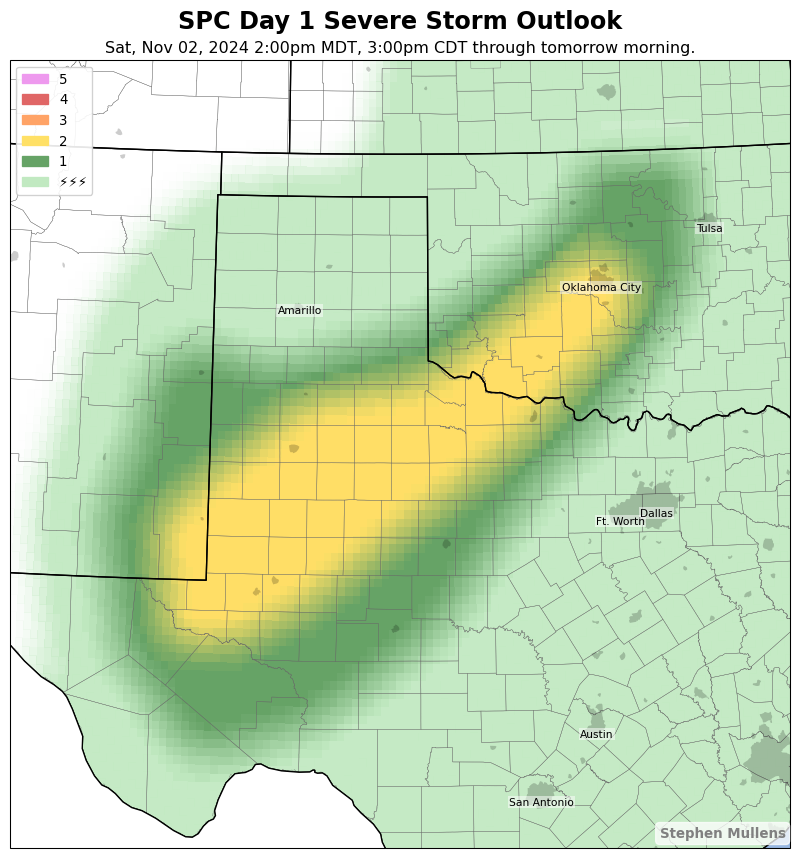 SPC Day 1 Severe Storm Outlook
Sat, Nov 02, 2024 2:00pm MDT, 3:00pm CDT through tomorrow morning.
5
4
3
2
1
⚡⚡⚡
Tulsa
Oklahoma City
Amarillo
Dallas
Ft. Worth
Austin
San Antonio
Stephen Mullens